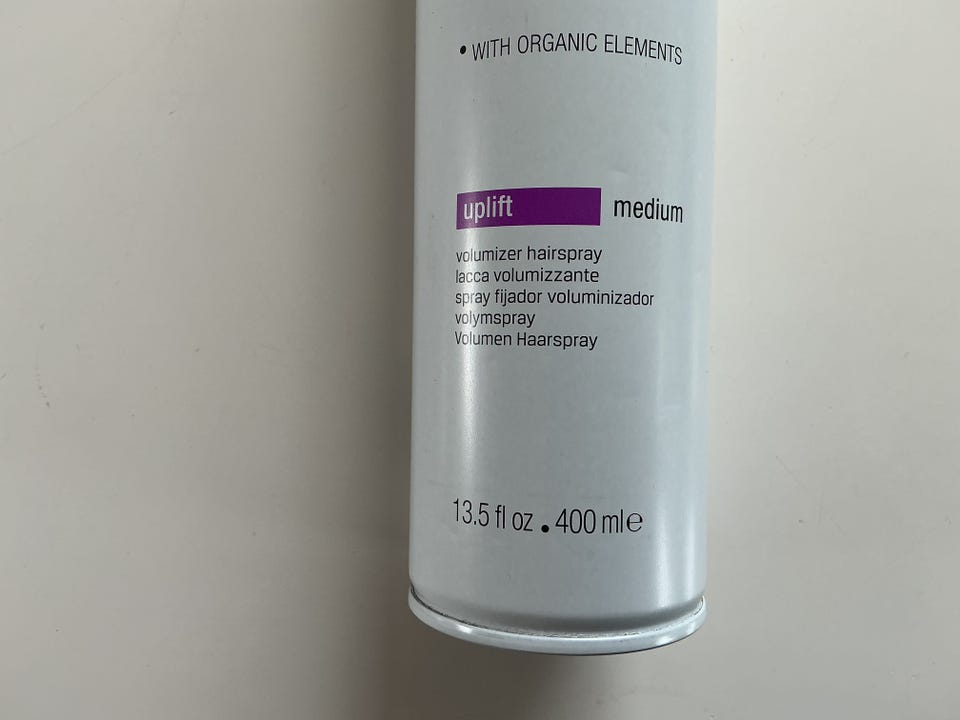 • WITH ORGANIC ELEMENTS
uplift medium
volumizer hairspray
lacca volumizzante
spray fijador voluminizador
volymspray
Volumen Haarspray
13.5 fl oz . 400 ml ℮